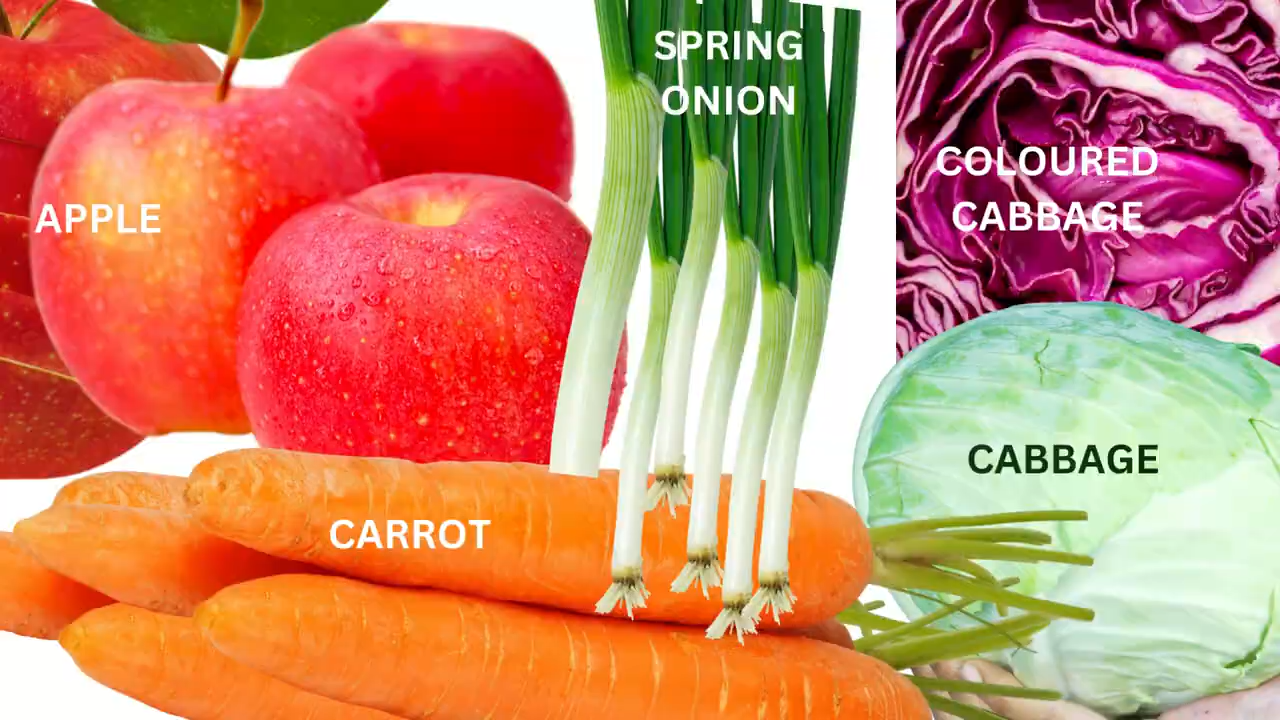 APPLE
SPRING
ONION
COLOURED
CABBAGE
CABBAGE
CARROT